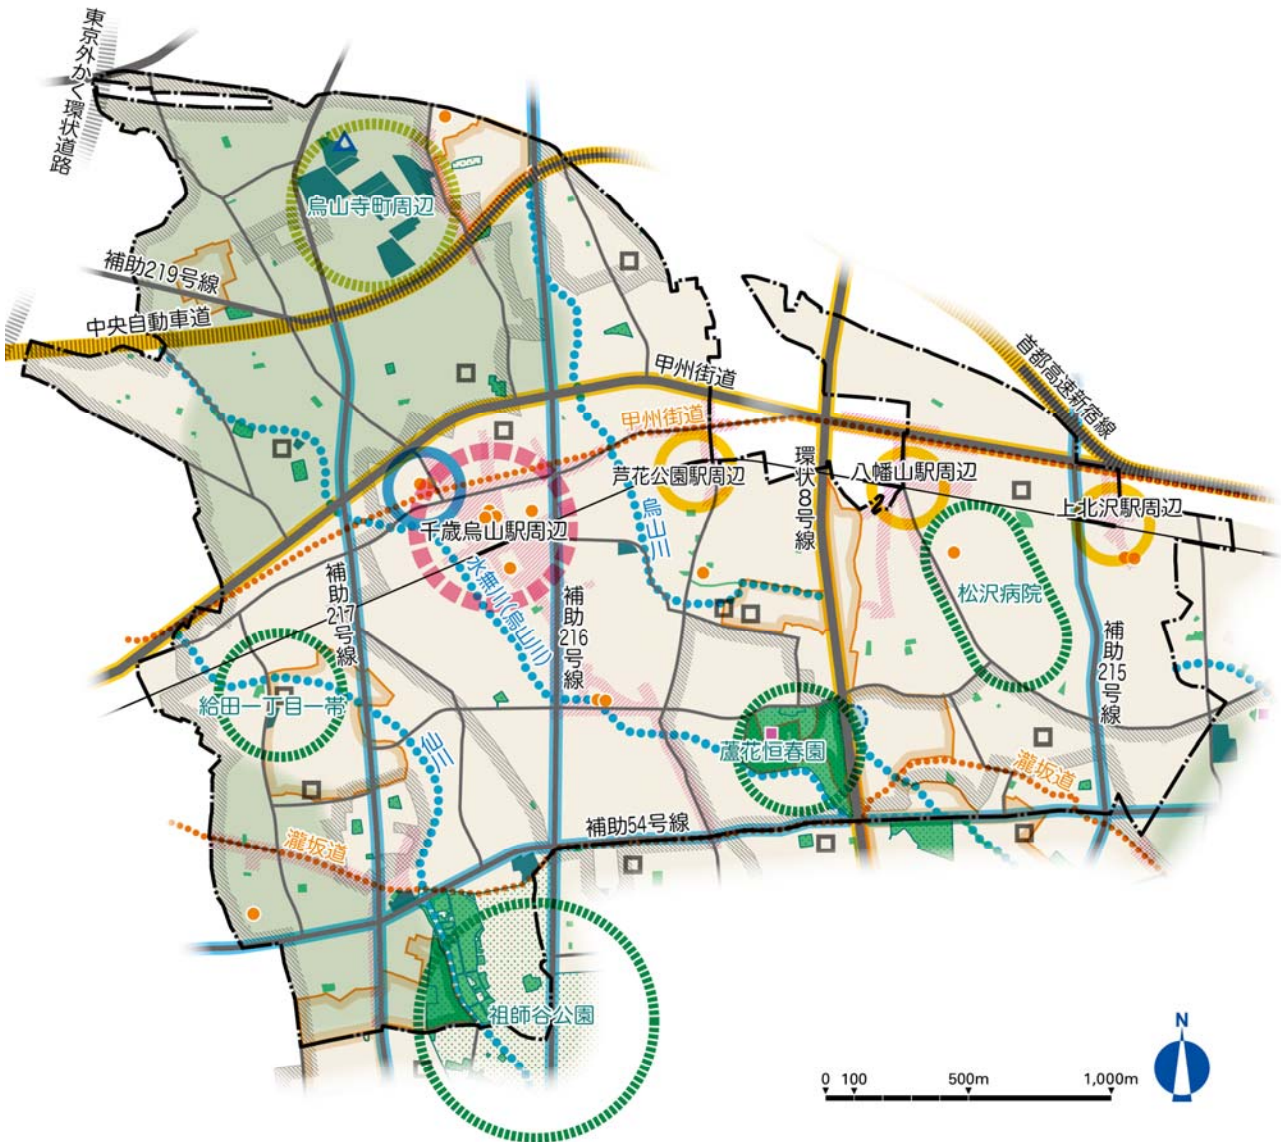 東京外かく環状道路
烏山寺町周辺
補助219号線
中央自動車道
甲州街道
首都高速新宿線
甲州街道
芦花公園駅周辺
環状8号線
八幡山駅周辺
上北沢駅周辺
千歳烏山駅周辺
烏山川
水無川(烏山川)
補助217号線
補助216号線
松沢病院
補助215号線
給田一丁目一帯
仙川
蘆花恒春園
瀧坂道
補助54号線
瀧坂道
祖師谷公園
N
0 100 500m 1,000m